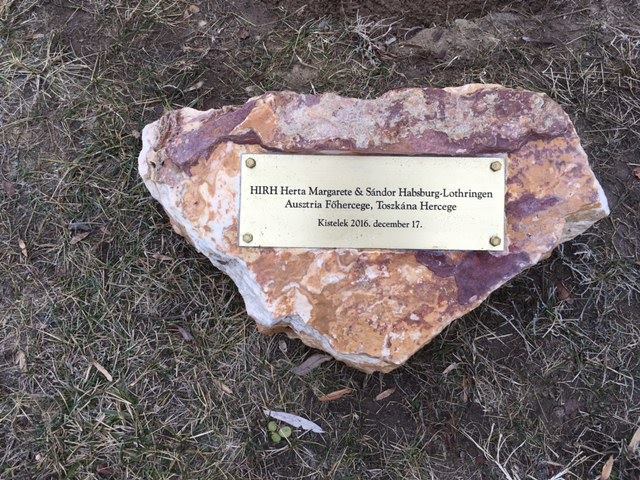 HIRH Herta Margarete & Sándor Habsburg-Lothringen
Ausztria Főhercege, Toszkána Hercege
Kistelek 2016. december 17.